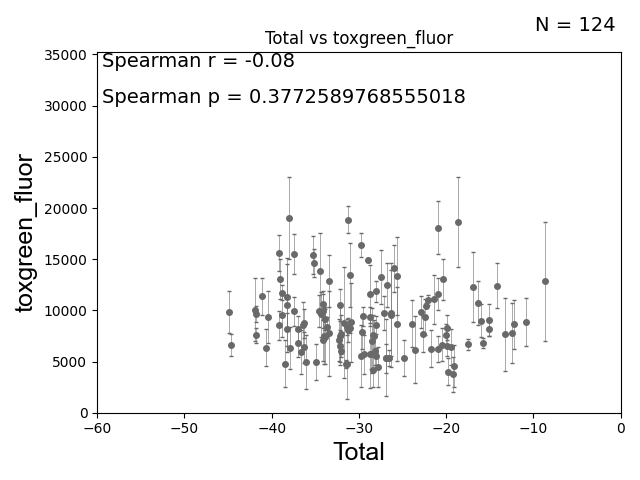 N = 124
Total vs toxgreen_fluor
Spearman r = -0.08
Spearman p = 0.3772589768555018
35000
30000
25000
20000
15000
10000
5000
0
toxgreen_fluor
−60 −50 −40 −30 −20 −10 0
Total